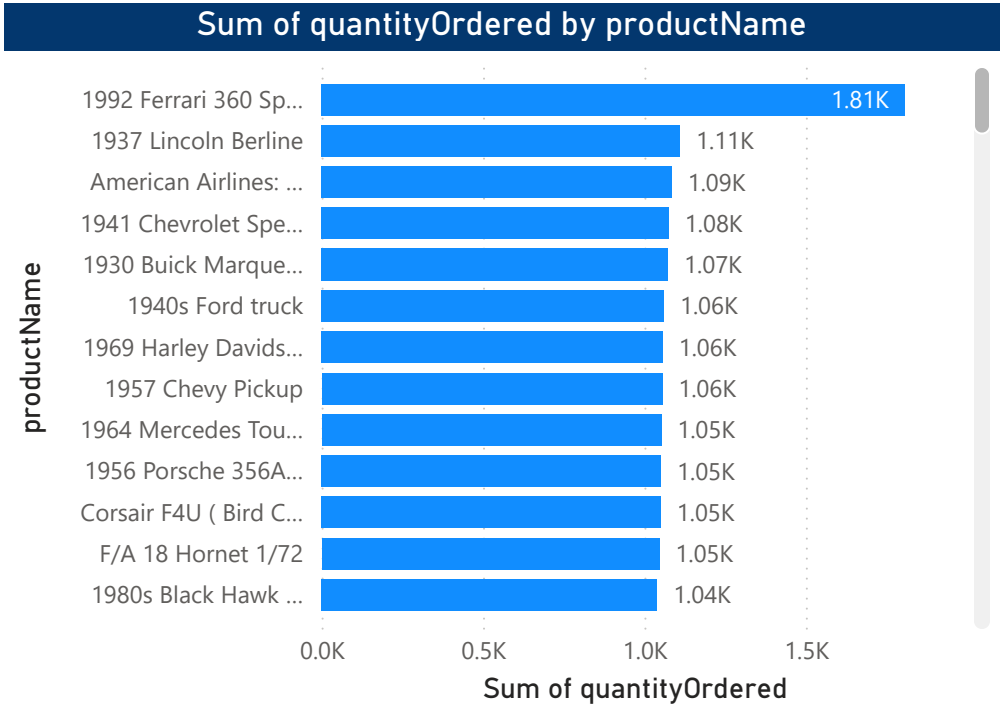 Sum of quantityOrdered by productName
productName
1992 Ferrari 360 Sp... 1.81K
1937 Lincoln Berline 1.11K
American Airlines: ... 1.09K
1941 Chevrolet Spe... 1.08K
1930 Buick Marque... 1.07K
1940s Ford truck 1.06K
1969 Harley Davids... 1.06K
1957 Chevy Pickup 1.06K
1964 Mercedes Tou... 1.05K
1956 Porsche 356A... 1.05K
Corsair F4U ( Bird C... 1.05K
F/A 18 Hornet 1/72 1.05K
1980s Black Hawk ... 1.04K
0.0K 0.5K 1.0K 1.5K
Sum of quantityOrdered